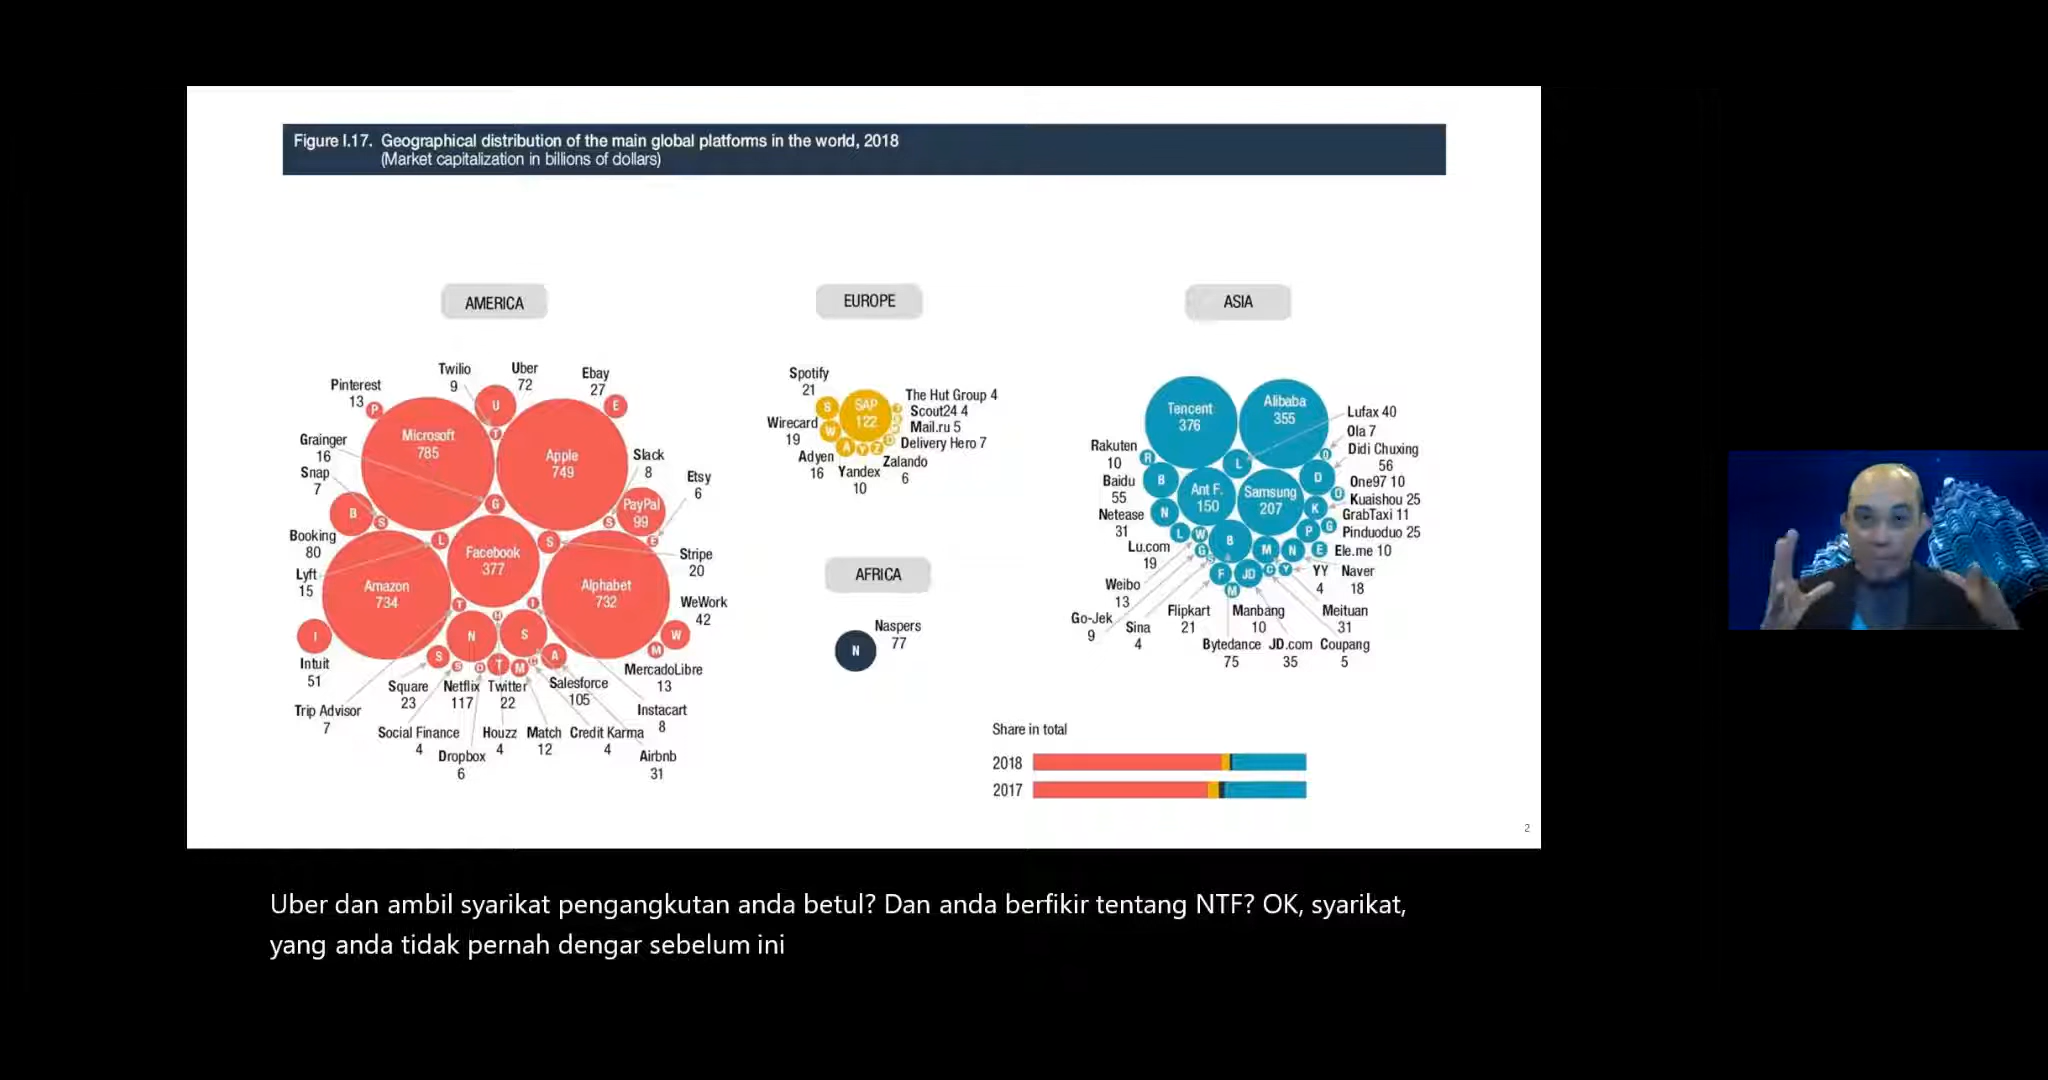 Figure I.17. Geographical distribution of the main global platforms in the world, 2018
(Market capitalization in billions of dollars)
AMERICA
Twilio
9
Uber
72
Ebay
27
Pinterest
13
P
U
E
T
Microsoft
785
Apple
749
Grainger
16
Slack
8
Snap
7
Etsy
6
G
PayPal
99
B
S
S
Booking
80
L
S
E
Facebook
377
Stripe
20
Lyft
15
Amazon
734
Alphabet
732
WeWork
42
T
H
I
I
N
S
W
M
Intuit
51
S
S
D
T
M
C
A
MercadoLibre
13
Square
23
Netflix
117
Twitter
22
Salesforce
105
Trip Advisor
7
Instacart
8
Social Finance
4
Houzz
4
Match
12
Credit Karma
4
Dropbox
6
Airbnb
31
EUROPE
Spotify
21
SAP
122
The Hut Group 4
Scout24 4
Mail.ru 5
Delivery Hero 7
S
W
A
Y
Z
Wirecard
19
Adyen
16
Yandex
10
Zalando
6
AFRICA
Naspers
77
N
ASIA
Tencent
376
Alibaba
355
Lufax 40
Ola 7
Didi Chuxing
56
One97 10
Kuaishou 25
GrabTaxi 11
Pinduoduo 25
Ele.me 10
Rakuten
10
R
L
O
Baidu
55
B
D
O
Ant F.
150
Samsung
207
Netease
31
N
K
P
G
L
W
B
G
M
N
E
Lu.com
19
F
JD
C
Y
M
YY
4
Naver
18
Weibo
13
Go-Jek
9
Sina
4
Flipkart
21
Manbang
10
Meituan
31
Bytedance
75
JD.com
35
Coupang
5
Share in total
2018
2017
2
Uber dan ambil syarikat pengangkutan anda betul? Dan anda berfikir tentang NTF? OK, syarikat,
yang anda tidak pernah dengar sebelum ini